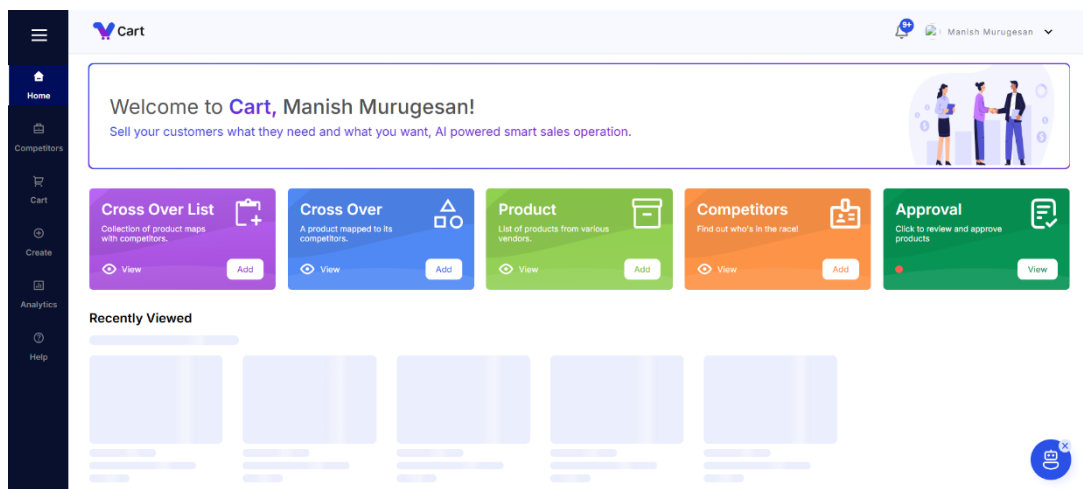 Cart
9+
Manish Murugesan
Home
Competitors
Cart
Create
Analytics
Help
Welcome to Cart, Manish Murugesan!
Sell your customers what they need and what you want, AI powered smart sales operation.
Cross Over List
Collection of product maps
with competitors.
View
Add
Cross Over
A product mapped to its
competitors.
View
Add
Product
List of products from various
vendors.
View
Add
Competitors
Find out who's in the race!
View
Add
Approval
Click to review and approve
products
View
Recently Viewed